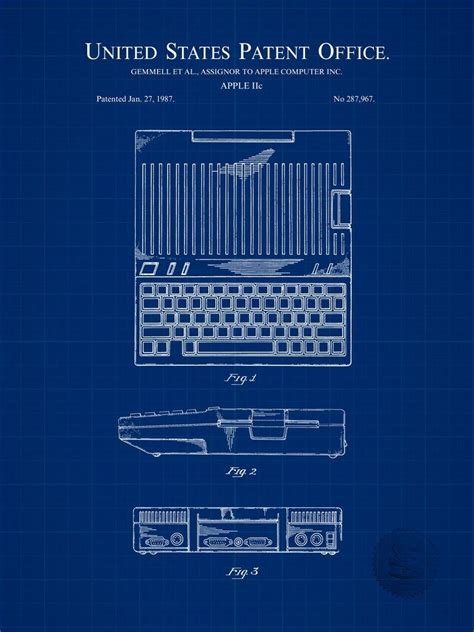 UNITED STATES PATENT OFFICE.
GEMMELL ET AL., ASSIGNOR TO APPLE COMPUTER INC.
APPLE IIc
Patented Jan. 27, 1987. No 287,967.
Fig. 1
Fig. 2
Fig. 3